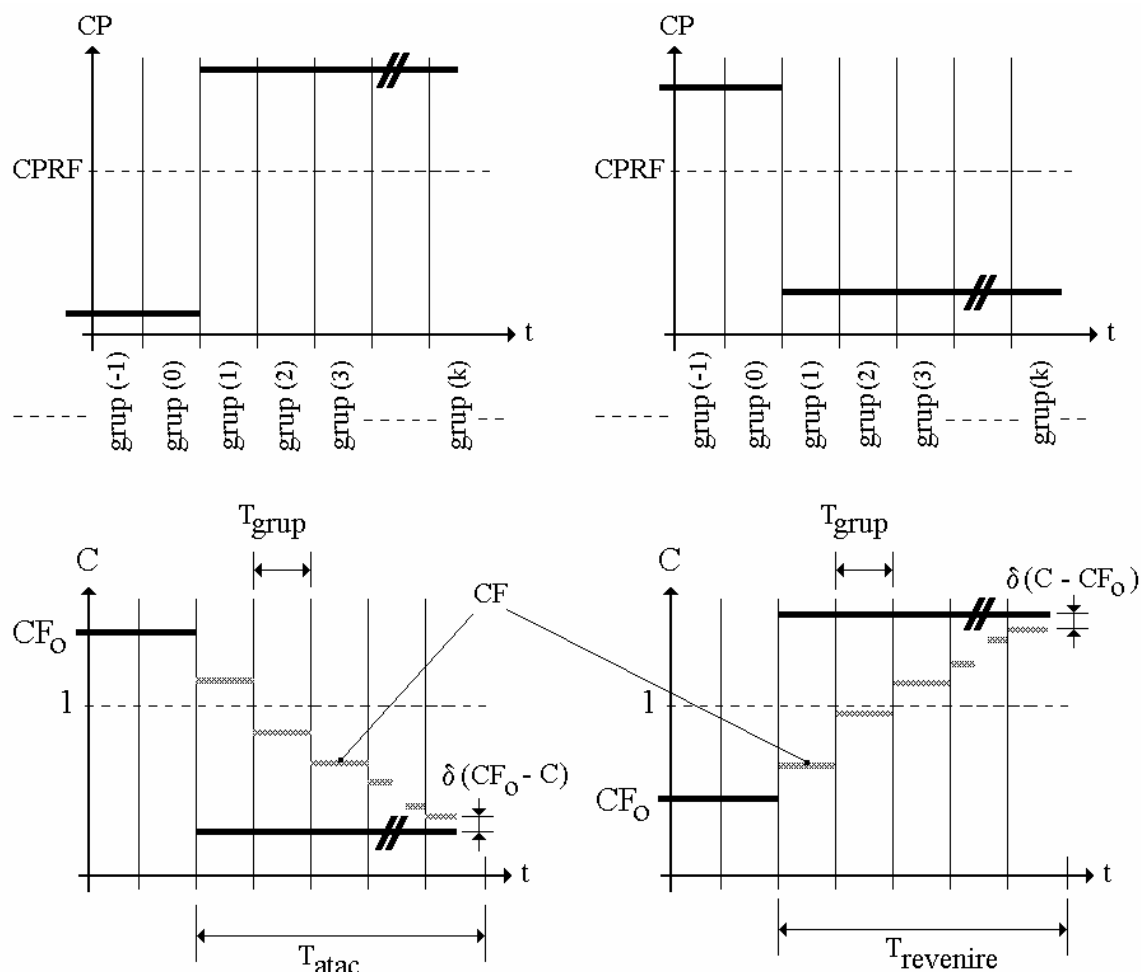 CP
CPRF
t
grup (-1)
grup (0)
grup (1)
grup (2)
grup (3)
grup (k)
CP
CPRF
t
grup (-1)
grup (0)
grup (1)
grup (2)
grup (3)
grup (k)
Tgrup
C
CFo
1
CF
δ (CFo - C)
t
Tatac
Tgrup
C
δ (C - CFo)
1
CFo
t
Trevenire